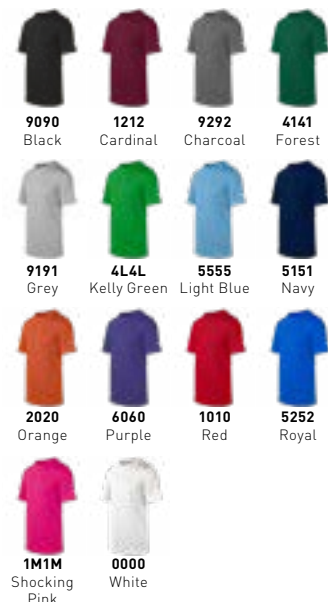 9090 1212 9292 4141
Black Cardinal Charcoal Forest
9191 4L4L 5555 5151
Grey Kelly Green Light Blue Navy
2020 6060 1010 5252
Orange Purple Red Royal
1M1M 0000
Shocking White
Pink